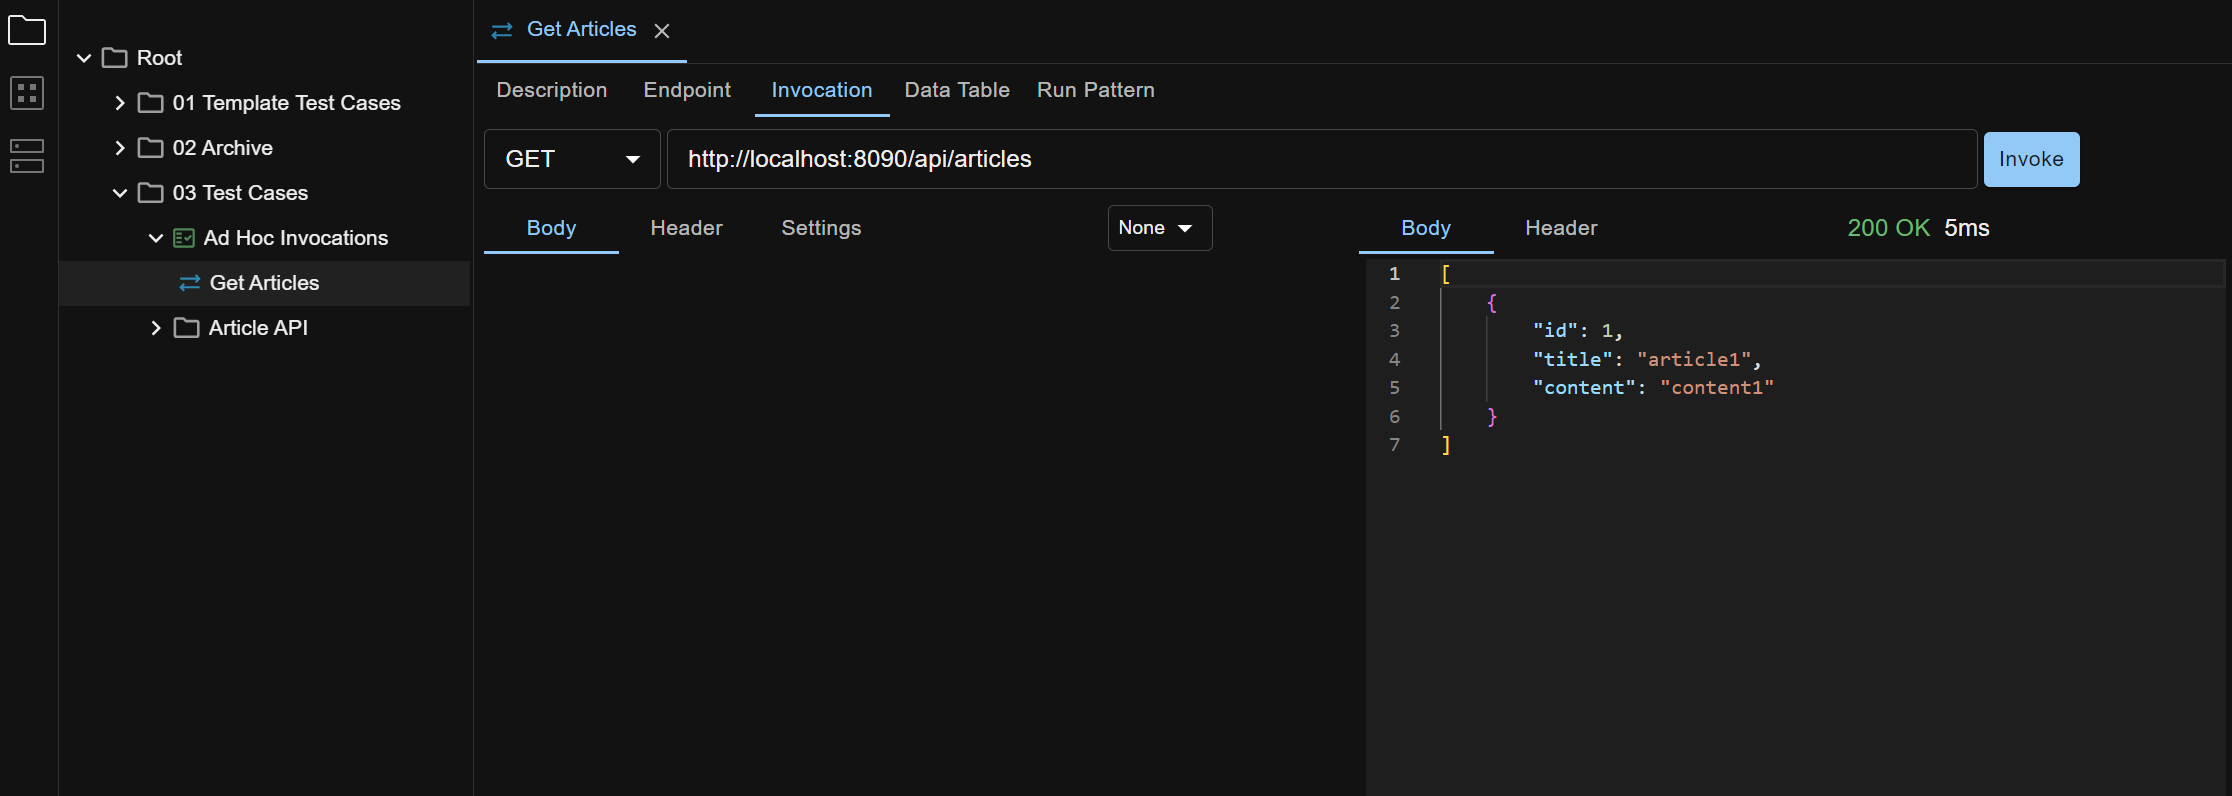 Root
01 Template Test Cases
02 Archive
03 Test Cases
Ad Hoc Invocations
Get Articles
Article API
Get Articles
Description Endpoint Invocation Data Table Run Pattern
GET http://localhost:8090/api/articles Invoke
Body Header Settings None
Body Header 200 OK 5ms
1 [
2 {
3 "id": 1,
4 "title": "article1",
5 "content": "content1"
6 }
7 ]